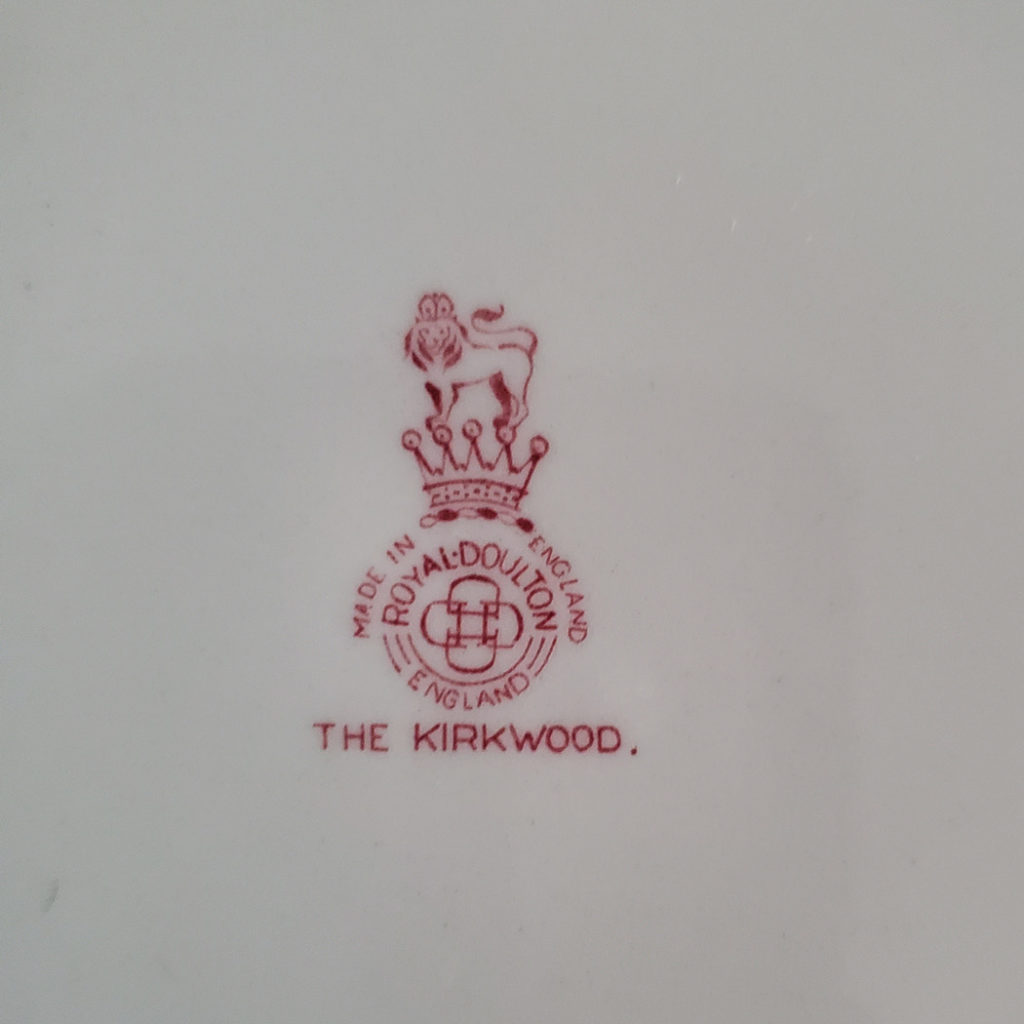 MADE IN ENGLAND
ROYAL·DOULTON
ENGLAND
THE KIRKWOOD.